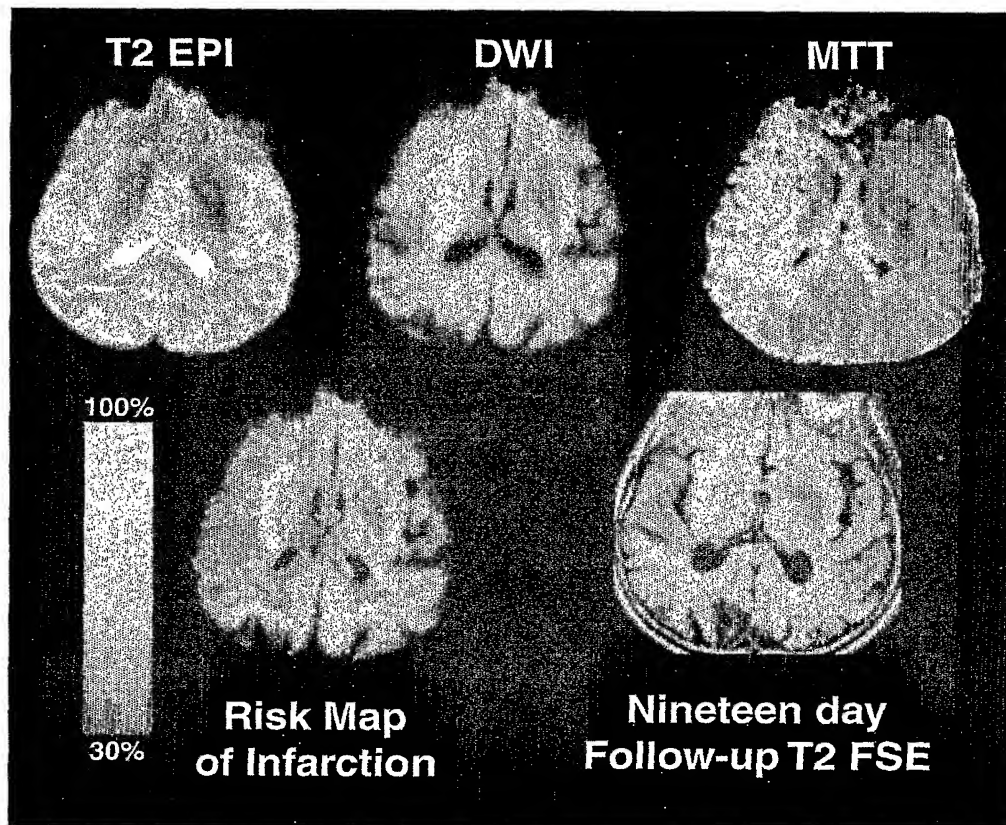 T2 EPI
DWI
MTT
100%
30%
Risk Map
of Infarction
Nineteen day
Follow-up T2 FSE